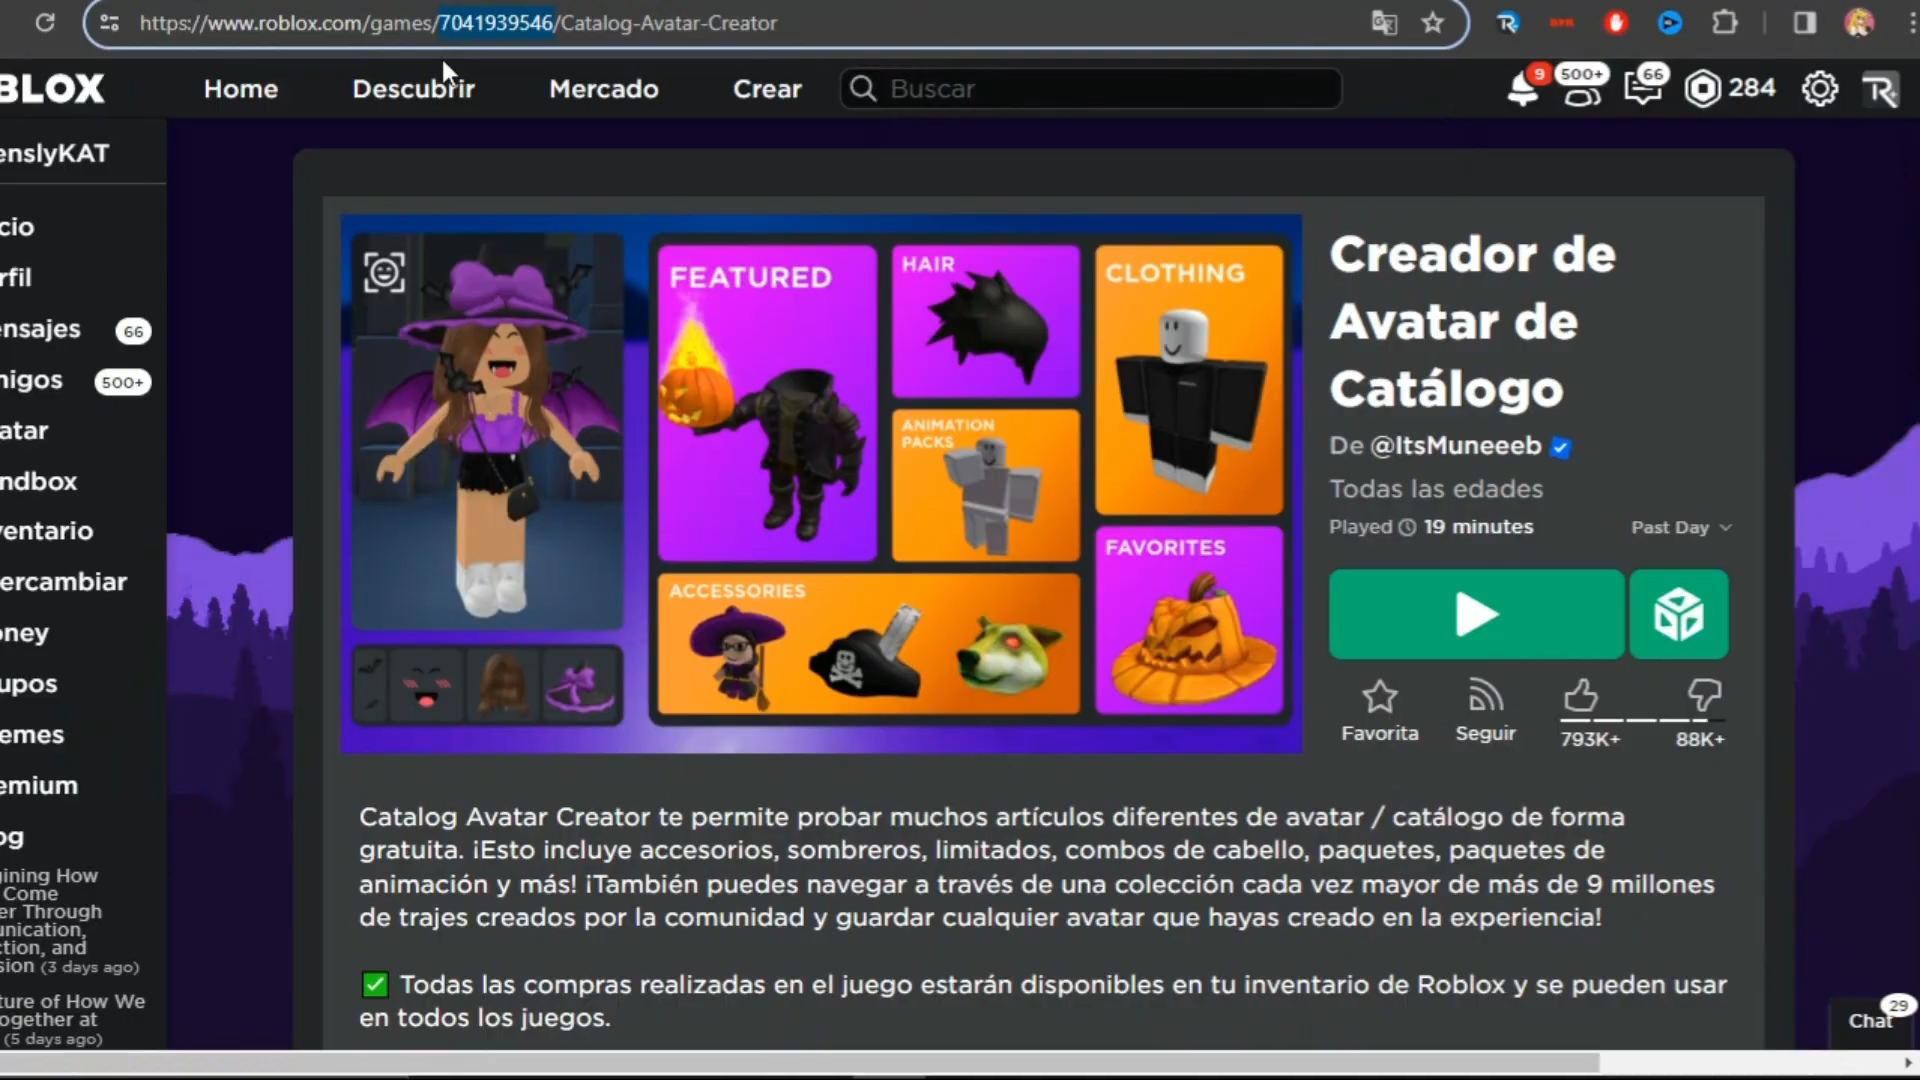 https://www.roblox.com/games/7041939546/Catalog-Avatar-Creator
BLOX
Home
Descubrir
Mercado
Crear
Buscar
9
500+
66
284
enslyKAT
cio
rfil
ensajes 66
nigos 500+
atar
ndbox
ventario
ercambiar
oney
upos
emes
emium
og
gining How
Come
er Through
unication,
ction, and
sion (3 days ago)
ture of How We
ogether at
(5 days ago)
FEATURED
HAIR
CLOTHING
ANIMATION
PACKS
FAVORITES
ACCESSORIES
Creador de
Avatar de
Catálogo
De @ItsMuneeeb
Todas las edades
Played 19 minutes
Past Day
Favorita
Seguir
793K+
88K+
Catalog Avatar Creator te permite probar muchos artículos diferentes de avatar / catálogo de forma
gratuita. ¡Esto incluye accesorios, sombreros, limitados, combos de cabello, paquetes, paquetes de
animación y más! ¡También puedes navegar a través de una colección cada vez mayor de más de 9 millones
de trajes creados por la comunidad y guardar cualquier avatar que hayas creado en la experiencia!
✅ Todas las compras realizadas en el juego estarán disponibles en tu inventario de Roblox y se pueden usar
en todos los juegos.
Chat
29